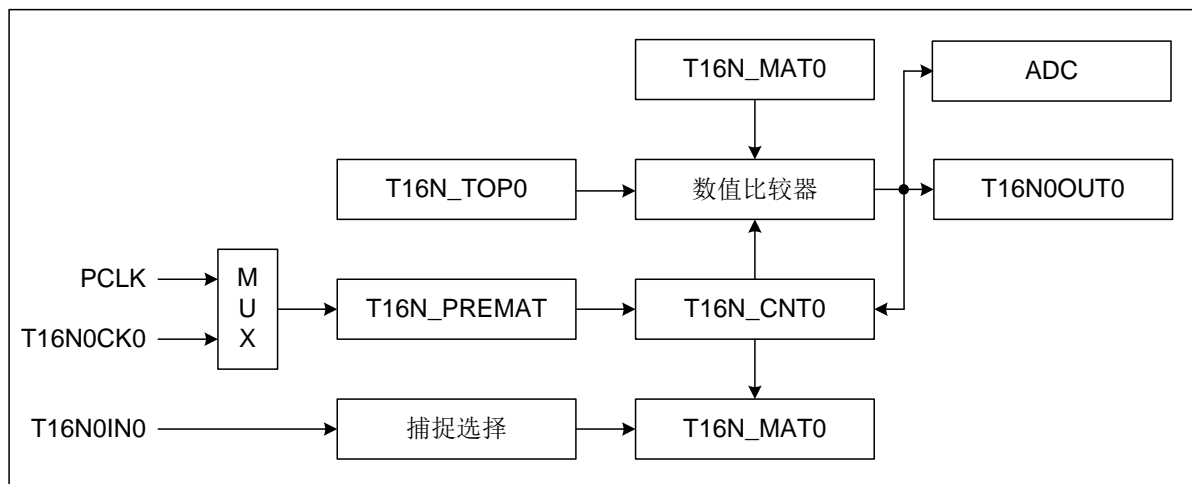 T16N_MAT0
ADC
T16N_TOP0
数值比较器
T16N0OUT0
PCLK
T16N0CK0
M
U
X
T16N_PREMAT
T16N_CNT0
T16N0IN0
捕捉选择
T16N_MAT0